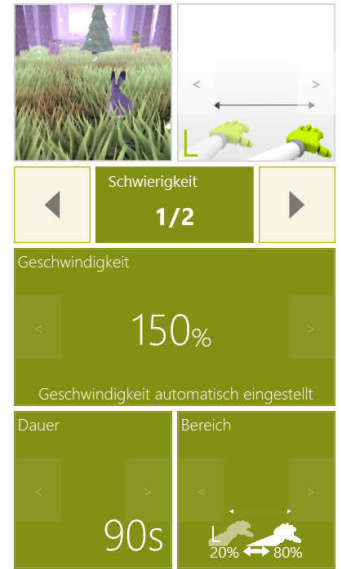 < >
L
Schwierigkeit
1/2
Geschwindigkeit
< 150% >
Geschwindigkeit automatisch eingestellt
Dauer
< >
90s
Bereich
< >
L
20% 80%